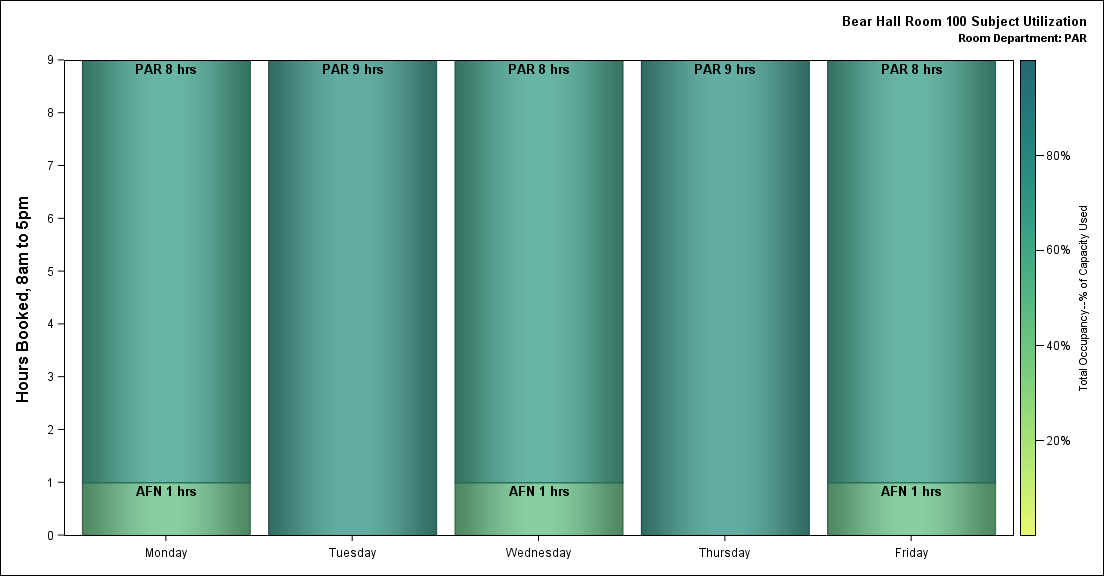 Bear Hall Room 100 Subject Utilization
Room Department: PAR
Hours Booked, 8am to 5pm
9
8
7
6
5
4
3
2
1
0
PAR 8 hrs
PAR 9 hrs
PAR 8 hrs
PAR 9 hrs
PAR 8 hrs
AFN 1 hrs
AFN 1 hrs
AFN 1 hrs
Monday
Tuesday
Wednesday
Thursday
Friday
80%
60%
40%
20%
Total Occupancy--% of Capacity Used